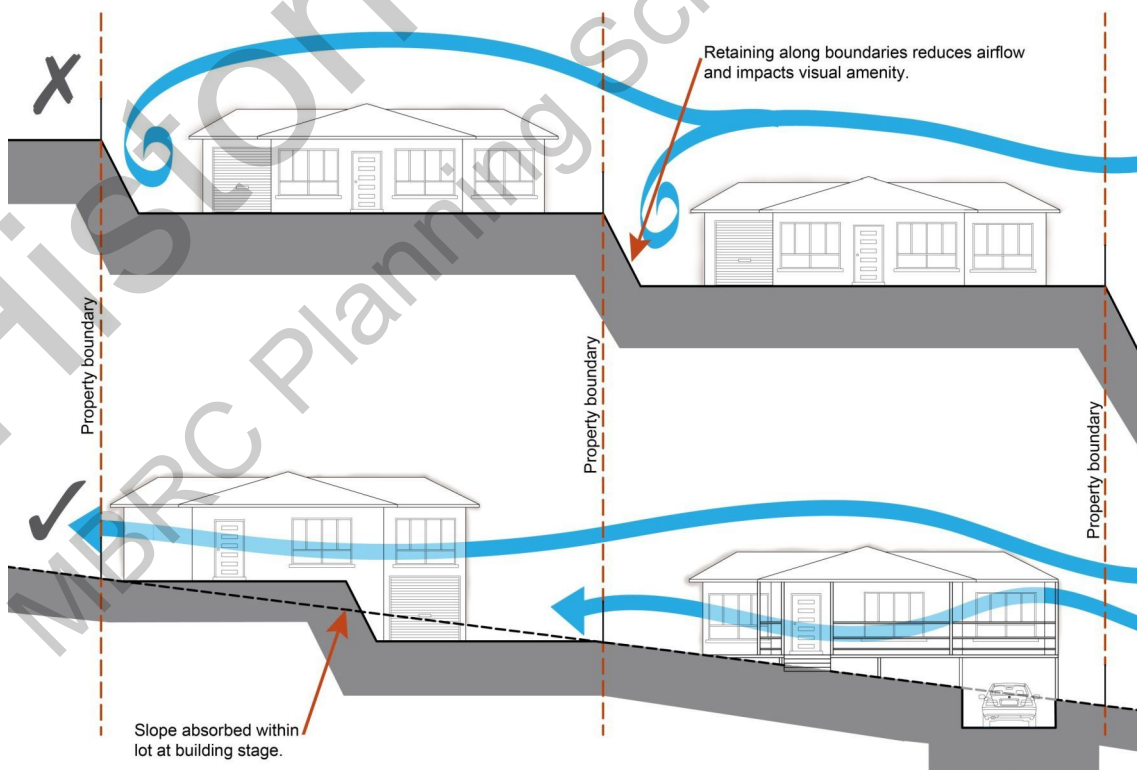 Retaining along boundaries reduces airflow
and impacts visual amenity.
Property boundary
Property boundary
Property boundary
Slope absorbed within
lot at building stage.
MBRC Planning